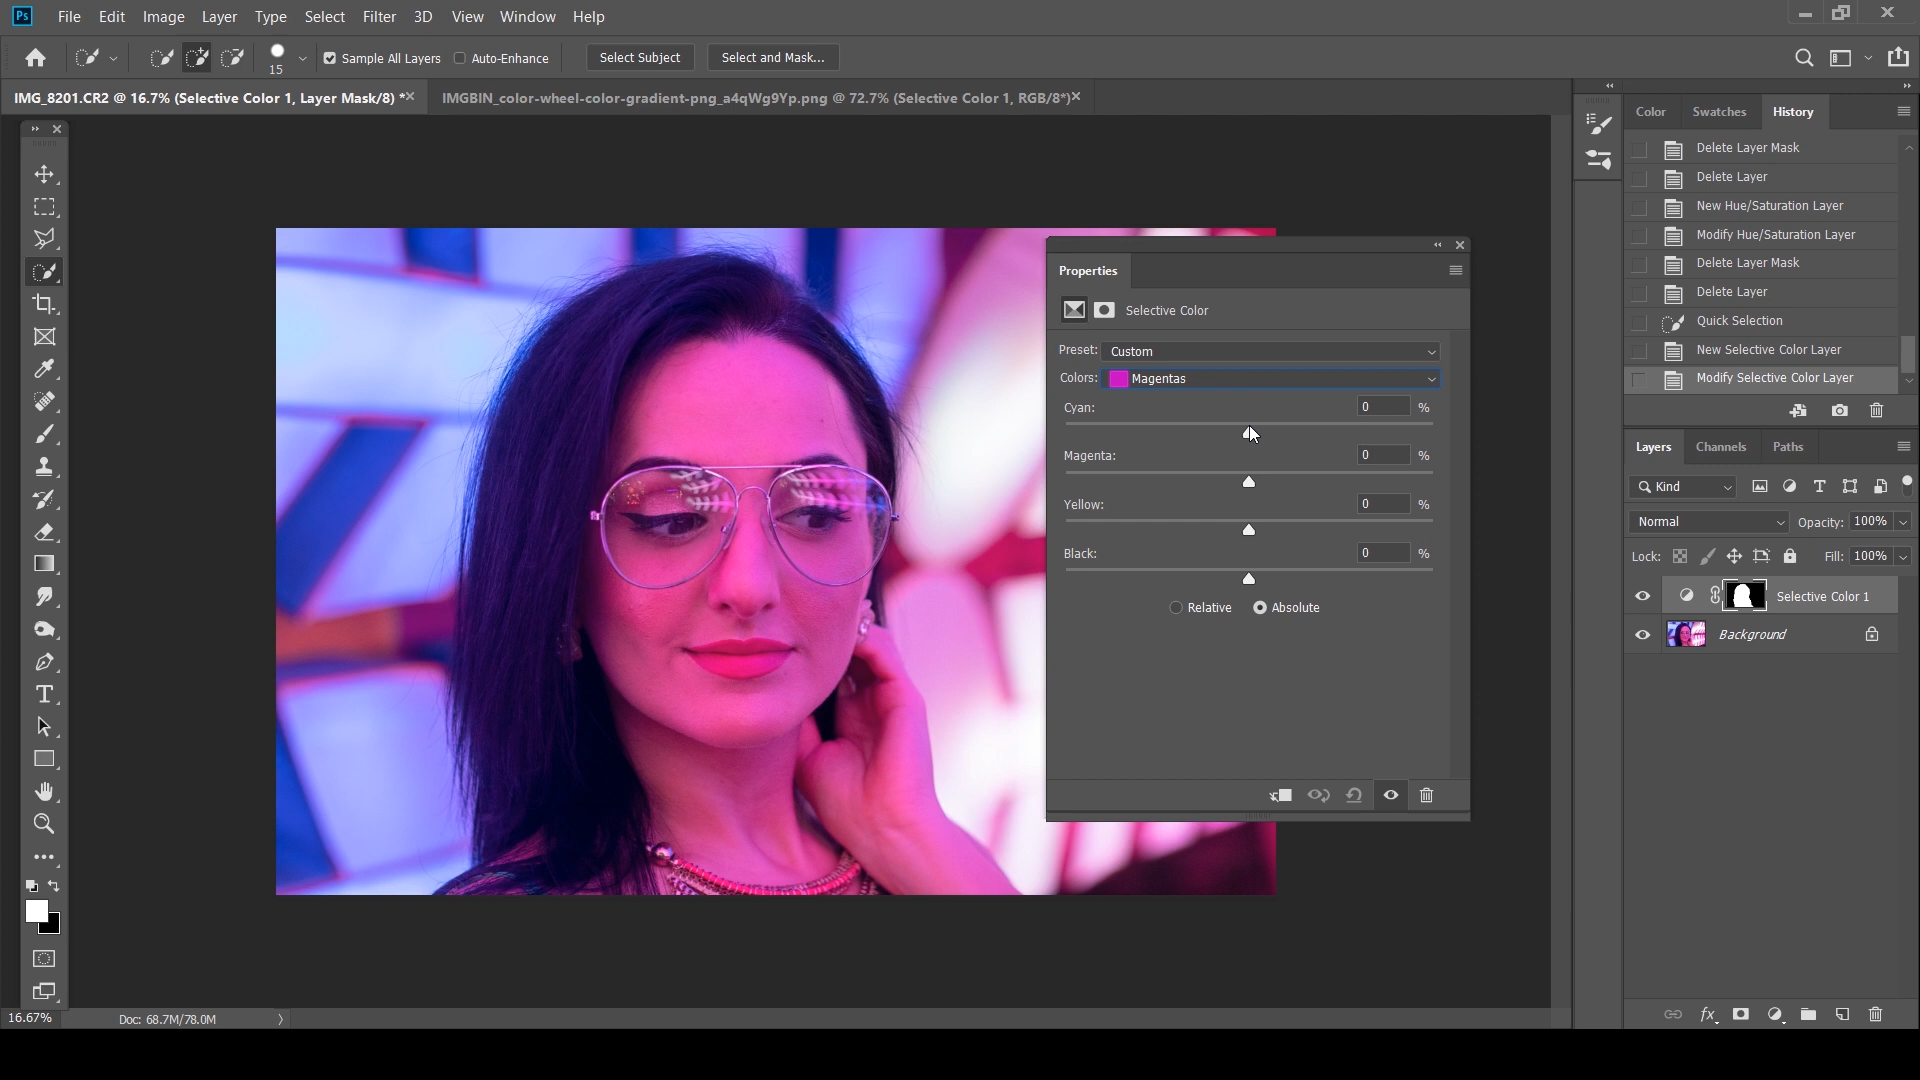 Ps File Edit Image Layer Type Select Filter 3D View Window Help
15 Sample All Layers Auto-Enhance Select Subject Select and Mask...
IMG_8201.CR2 @ 16.7% (Selective Color 1, Layer Mask/8) * IMGBIN_color-wheel-color-gradient-png_a4qWg9Yp.png @ 72.7% (Selective Color 1, RGB/8*)
Properties
Selective Color
Preset: Custom
Colors: Magentas
Cyan: 0 %
Magenta: 0 %
Yellow: 0 %
Black: 0 %
Relative Absolute
Color Swatches History
Delete Layer Mask
Delete Layer
New Hue/Saturation Layer
Modify Hue/Saturation Layer
Delete Layer Mask
Delete Layer
Quick Selection
New Selective Color Layer
Modify Selective Color Layer
Layers Channels Paths
Kind
Normal Opacity: 100%
Lock: Fill: 100%
Selective Color 1
Background
fx
16.67% Doc: 68.7M/78.0M